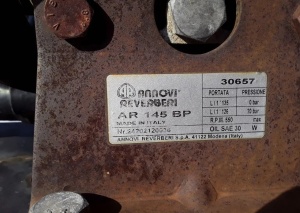 30657
ANNOVI
REVERBERI
PORTATA PRESSIONE
AR 145 BP
MADE IN ITALY
R.P.M. 550 max
OIL SAE 30 W
ANNOVI REVERBERI S.p.A. 41122 Modena (Italy)